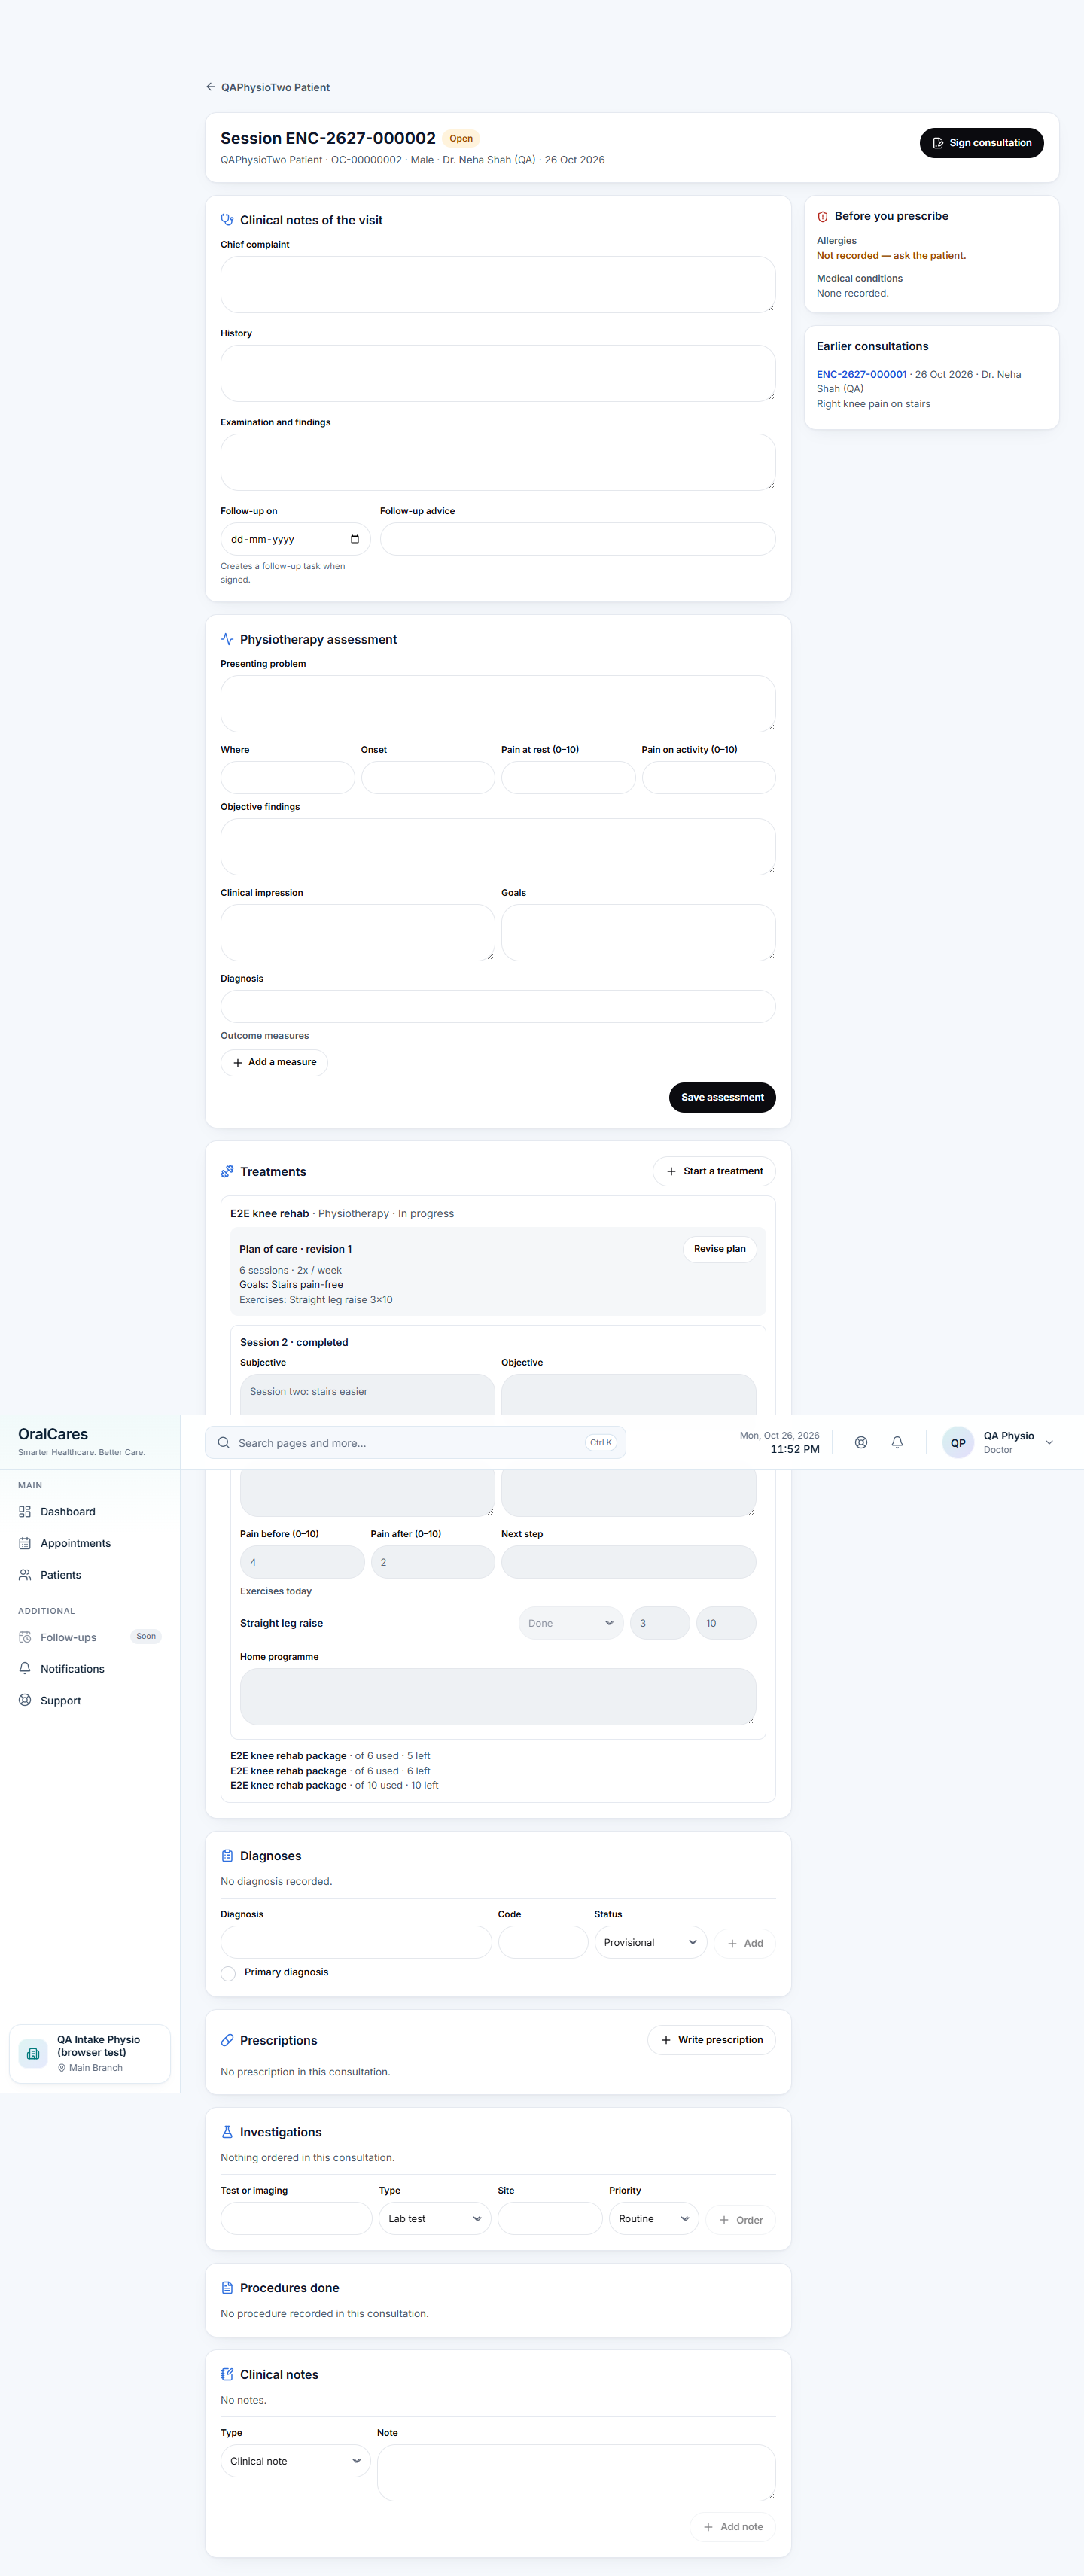 QAPhysioTwo Patient
Session ENC-2627-000002 Open
QAPhysioTwo Patient · OC-00000002 · Male · Dr. Neha Shah (QA) · 26 Oct 2026
Sign consultation
Clinical notes of the visit
Chief complaint
History
Examination and findings
Follow-up on Follow-up advice
dd-mm-yyyy
Creates a follow-up task when
signed.
Before you prescribe
Allergies
Not recorded — ask the patient.
Medical conditions
None recorded.
Earlier consultations
ENC-2627-000001 · 26 Oct 2026 · Dr. Neha
Shah (QA)
Right knee pain on stairs
Physiotherapy assessment
Presenting problem
Where Onset Pain at rest (0–10) Pain on activity (0–10)
Objective findings
Clinical impression Goals
Diagnosis
Outcome measures
Add a measure
Save assessment
Treatments
Start a treatment
E2E knee rehab · Physiotherapy · In progress
Plan of care · revision 1
Revise plan
6 sessions · 2x / week
Goals: Stairs pain-free
Exercises: Straight leg raise 3×10
Session 2 · completed
Subjective Objective
Session two: stairs easier
OralCares
Smarter Healthcare. Better Care.
Search pages and more... Ctrl K
Mon, Oct 26, 2026
11:52 PM
QP
QA Physio
Doctor
MAIN
Dashboard
Appointments
Patients
ADDITIONAL
Follow-ups Soon
Notifications
Support
QA Intake Physio
(browser test)
Main Branch
Pain before (0–10) Pain after (0–10) Next step
4 2
Exercises today
Straight leg raise Done 3 10
Home programme
E2E knee rehab package · of 6 used · 5 left
E2E knee rehab package · of 6 used · 6 left
E2E knee rehab package · of 10 used · 10 left
Diagnoses
No diagnosis recorded.
Diagnosis Code Status
Provisional
Add
Primary diagnosis
Prescriptions
Write prescription
No prescription in this consultation.
Investigations
Nothing ordered in this consultation.
Test or imaging Type Site Priority
Lab test Routine Order
Procedures done
No procedure recorded in this consultation.
Clinical notes
No notes.
Type Note
Clinical note
Add note